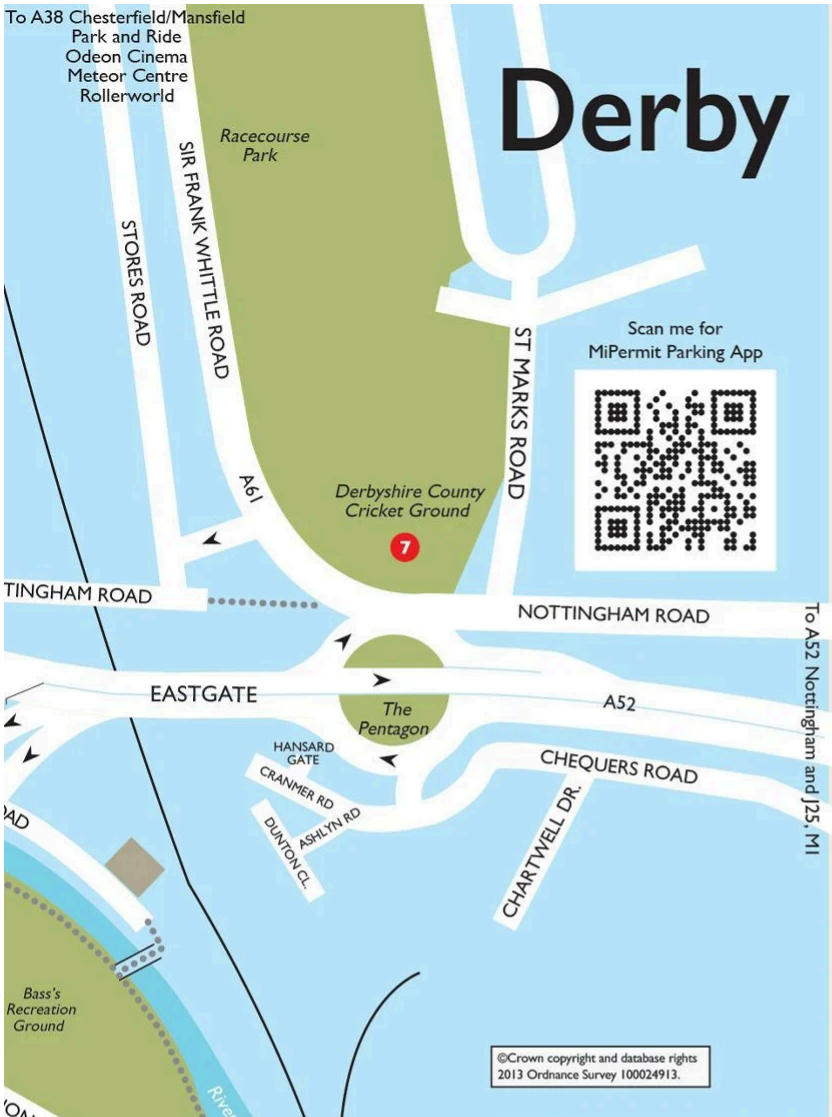 To A38 Chesterfield/Mansfield
Park and Ride
Odeon Cinema
Meteor Centre
Rollerworld
Derby
Racecourse
Park
SIR FRANK WHITTLE ROAD
STORES ROAD
ST MARKS ROAD
Scan me for
MiPermit Parking App
A61
Derbyshire County
Cricket Ground
7
TINGHAM ROAD
NOTTINGHAM ROAD
To A52 Nottingham and J25, M1
EASTGATE
A52
The
Pentagon
HANSARD
GATE
CRANMER RD
ASHLYN RD
DUNTON CL.
CHEQUERS ROAD
CHARTWELL DR.
OAD
Bass's
Recreation
Ground
River
©Crown copyright and database rights
2013 Ordnance Survey 100024913.